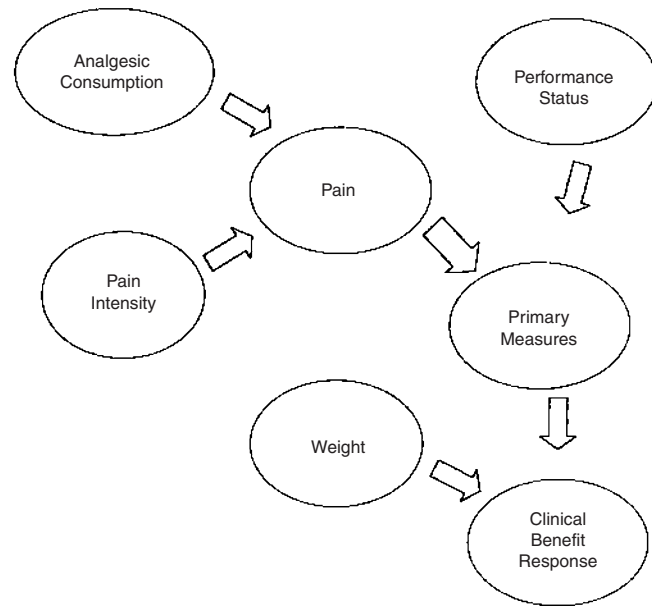 Analgesic
Consumption
Performance
Status
Pain
Pain
Intensity
Primary
Measures
Weight
Clinical
Benefit
Response